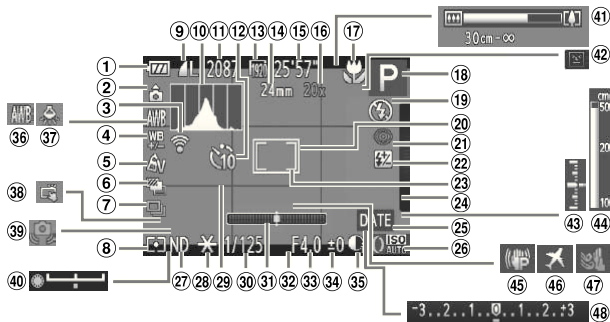 ⑨ ⑩ ⑪ ⑫ ⑬ ⑭ ⑮ ⑯ ⑰ ㊶
30cm-∞
① 2087 1920 25'57" P ⑱ ㊷
② 24mm 20x
③ ⑲
AWB AWB ④ ⑳ cm
㊱ ㊲ WB +/- 10 ㉑ 50
⑤ ㉒ 20
⑥ ㉓
㊳ ⑦ ㉔ 100
DATE ㉕ ㊸ ㊹
㊴ ⑧ ND 1/125 F4.0 ±0 ISO AUTO ㉖
P
㊵ ㉗ ㉘ ㉙ ㉚ ㉛ ㉜ ㉝ ㉞ ㉟ ㊺ ㊻ ㊼
-3..2..1..0..1..2.‡3 ㊽